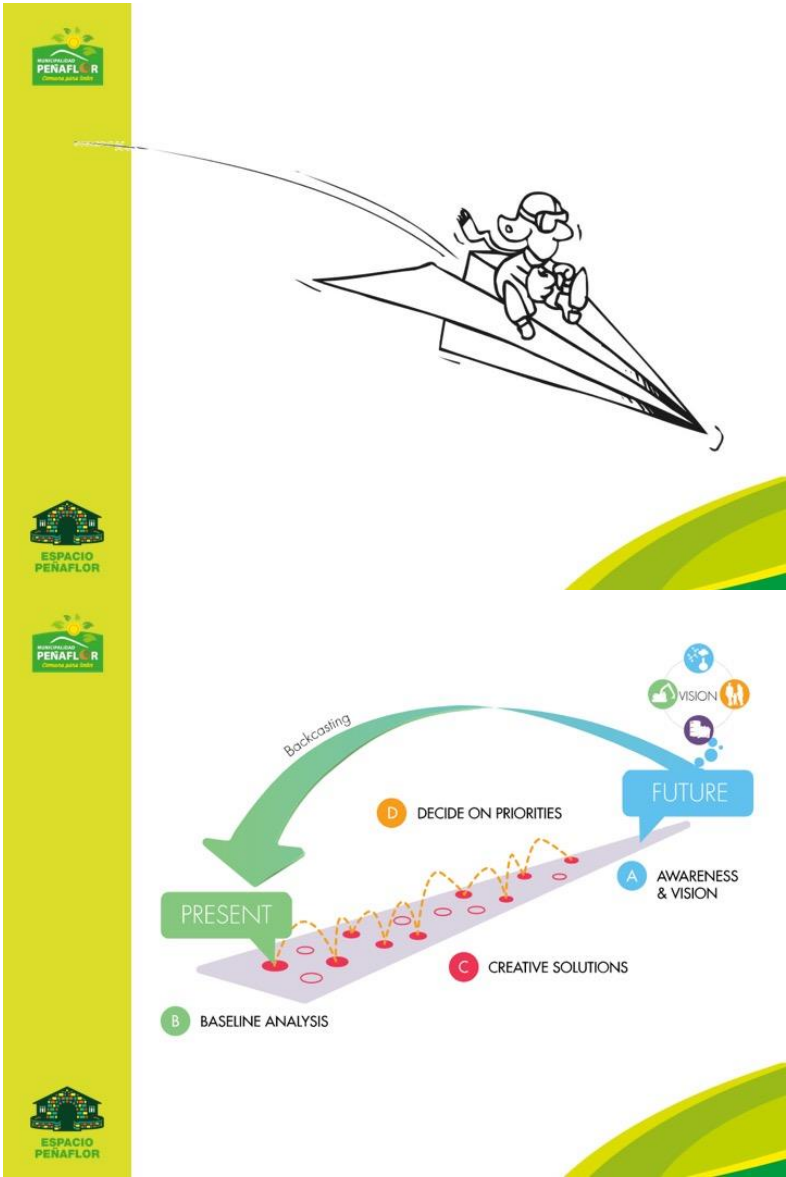 MUNICIPALIDAD
PEÑAFLOR
Comuna para todos
ESPACIO
PEÑAFLOR
MUNICIPALIDAD
PEÑAFLOR
Comuna para todos
VISION
Backcasting
FUTURE
D DECIDE ON PRIORITIES
A AWARENESS
& VISION
PRESENT
C CREATIVE SOLUTIONS
B BASELINE ANALYSIS
ESPACIO
PEÑAFLOR